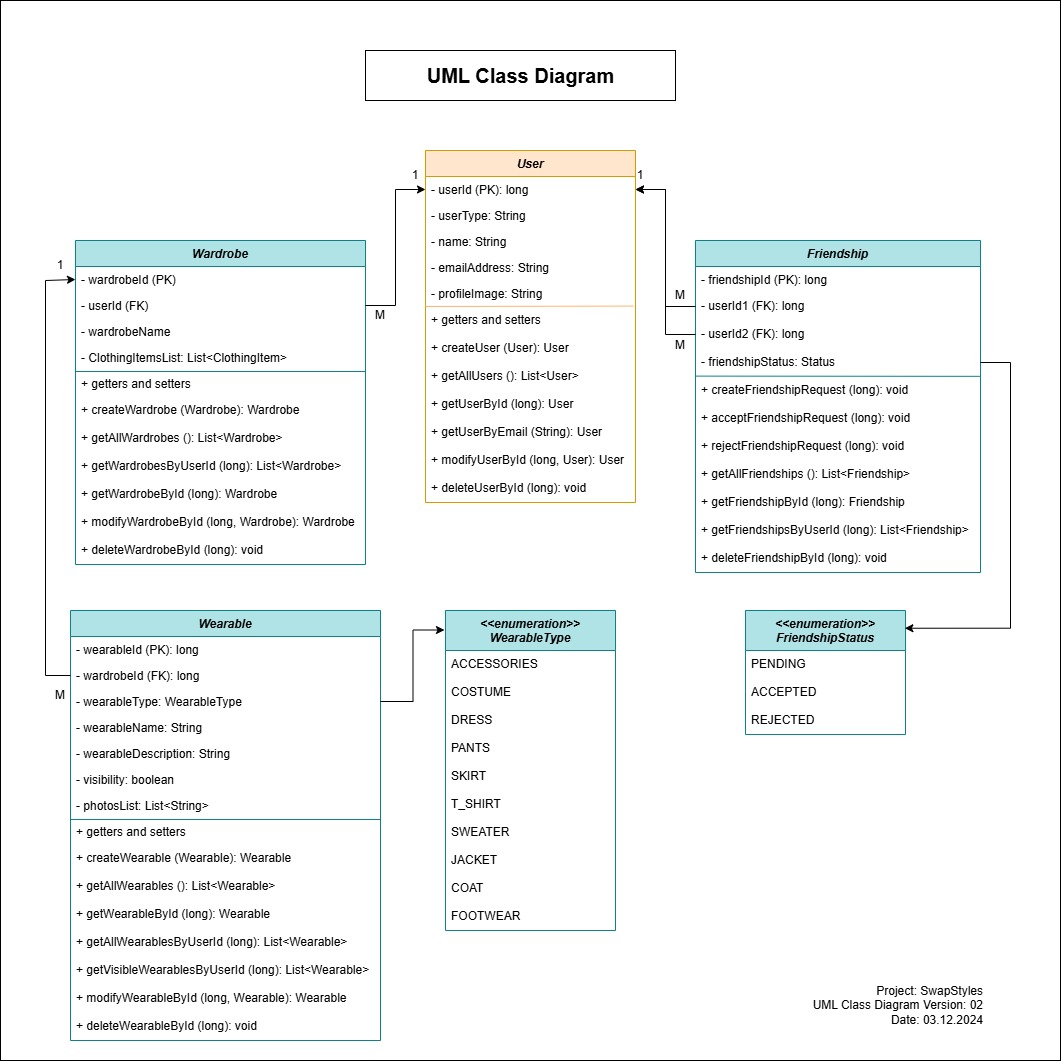 UML Class Diagram
User
- userId (PK): long
- userType: String
- name: String
- emailAddress: String
- profileImage: String
+ getters and setters
+ createUser (User): User
+ getAllUsers (): List<User>
+ getUserById (long): User
+ getUserByEmail (String): User
+ modifyUserById (long, User): User
+ deleteUserById (long): void
1
1
Wardrobe
- wardrobeId (PK)
- userId (FK)
- wardrobeName
- ClothingItemsList: List<ClothingItem>
+ getters and setters
+ createWardrobe (Wardrobe): Wardrobe
+ getAllWardrobes (): List<Wardrobe>
+ getWardrobesByUserId (long): List<Wardrobe>
+ getWardrobeById (long): Wardrobe
+ modifyWardrobeById (long, Wardrobe): Wardrobe
+ deleteWardrobeById (long): void
1
M
Friendship
- friendshipId (PK): long
- userId1 (FK): long
- userId2 (FK): long
- friendshipStatus: Status
+ createFriendshipRequest (long): void
+ acceptFriendshipRequest (long): void
+ rejectFriendshipRequest (long): void
+ getAllFriendships (): List<Friendship>
+ getFriendshipById (long): Friendship
+ getFriendshipsByUserId (long): List<Friendship>
+ deleteFriendshipById (long): void
M
M
Wearable
- wearableId (PK): long
- wardrobeId (FK): long
- wearableType: WearableType
- wearableName: String
- wearableDescription: String
- visibility: boolean
- photosList: List<String>
+ getters and setters
+ createWearable (Wearable): Wearable
+ getAllWearables (): List<Wearable>
+ getWearableById (long): Wearable
+ getAllWearablesByUserId (long): List<Wearable>
+ getVisibleWearablesByUserId (long): List<Wearable>
+ modifyWearableById (long, Wearable): Wearable
+ deleteWearableById (long): void
M
<<enumeration>>
WearableType
ACCESSORIES
COSTUME
DRESS
PANTS
SKIRT
T_SHIRT
SWEATER
JACKET
COAT
FOOTWEAR
<<enumeration>>
FriendshipStatus
PENDING
ACCEPTED
REJECTED
Project: SwapStyles
UML Class Diagram Version: 02
Date: 03.12.2024